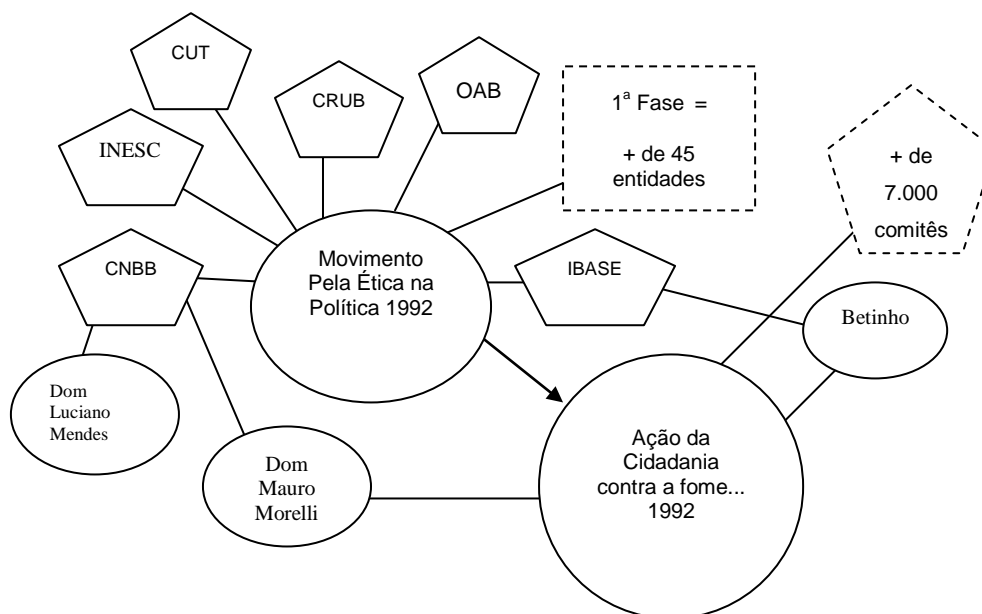 CUT
CRUB
OAB
1ª Fase =
+ de 45
entidades
+ de
7.000
comitês
INESC
CNBB
Movimento
Pela Ética na
Política 1992
IBASE
Betinho
Dom
Luciano
Mendes
Dom
Mauro
Morelli
Ação da
Cidadania
contra a fome...
1992